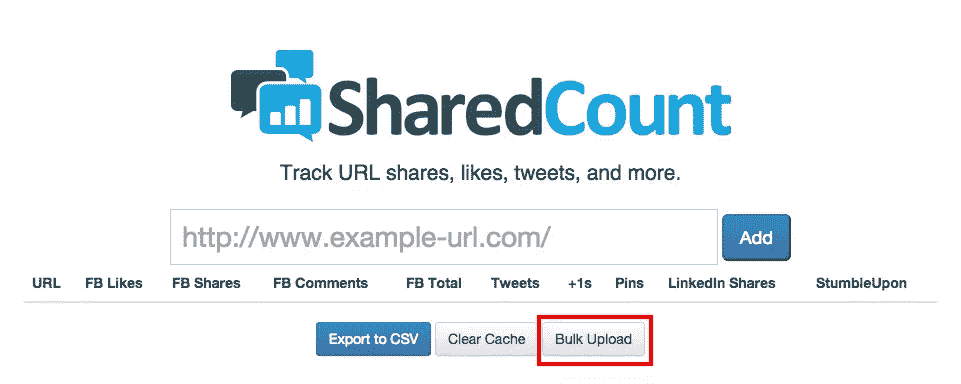 SharedCount
Track URL shares, likes, tweets, and more.
http://www.example-url.com/ Add
URL FB Likes FB Shares FB Comments FB Total Tweets +1s Pins LinkedIn Shares StumbleUpon
Export to CSV Clear Cache Bulk Upload